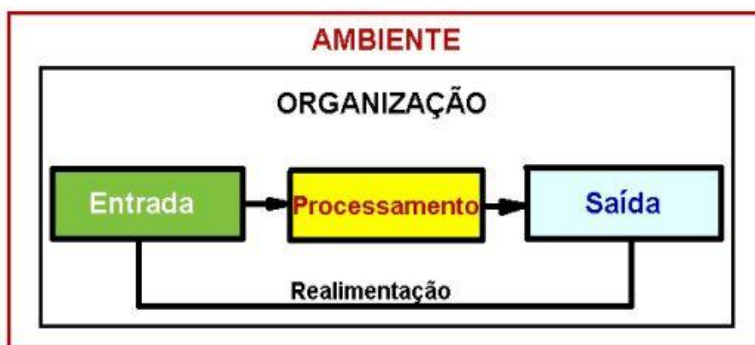 AMBIENTE
ORGANIZAÇÃO
Entrada
Processamento
Saída
Realimentação